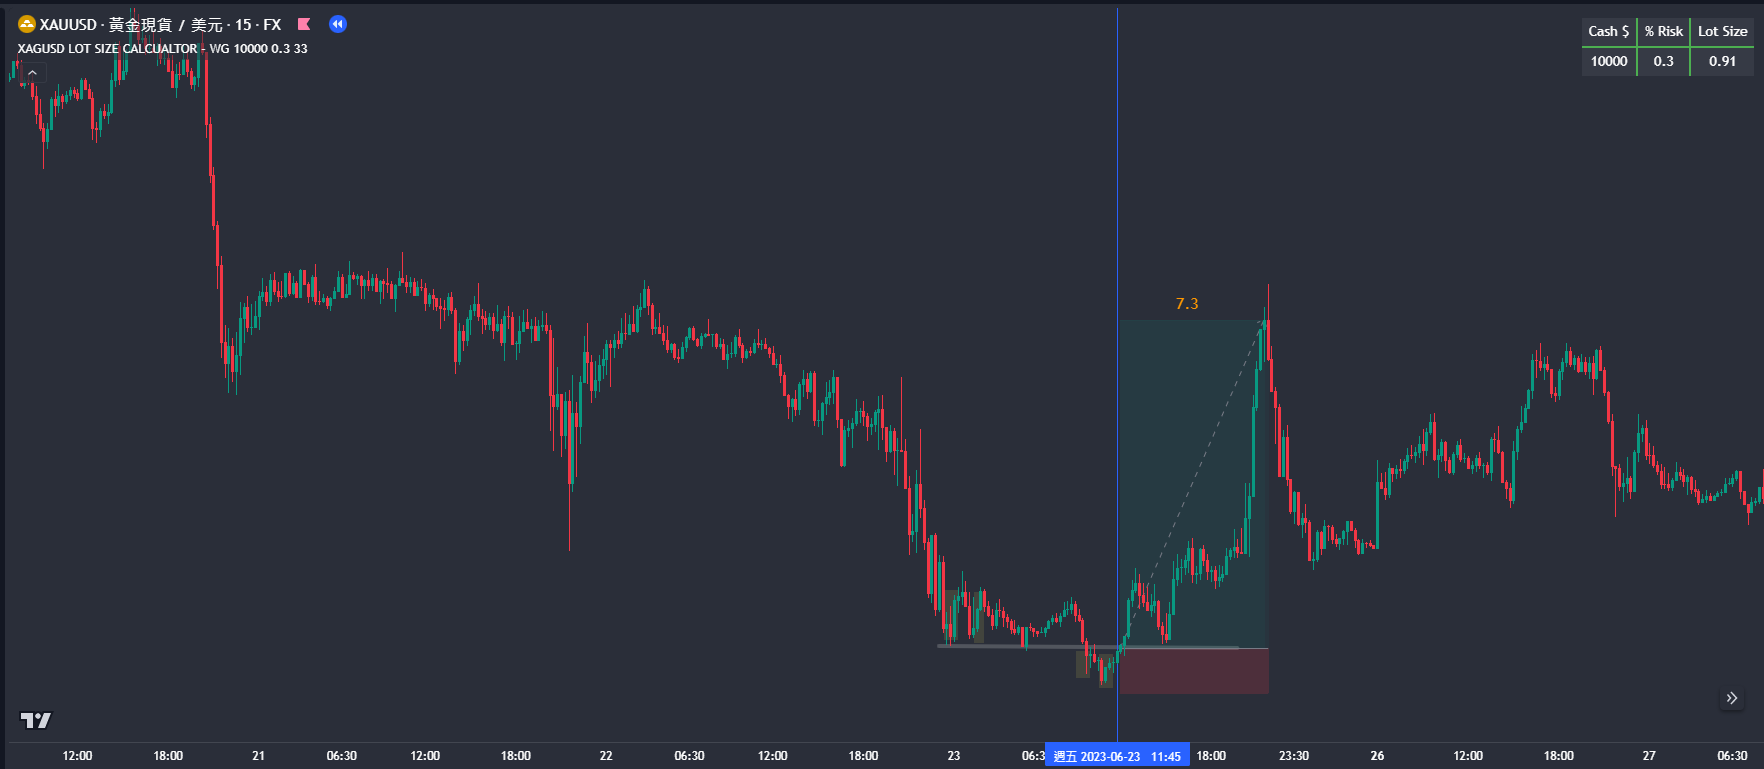 XAUUSD · 黃金現貨 / 美元 · 15 · FX
XAGUSD LOT SIZE CALCUALTOR - WG 10000 0.3 33
Cash $ % Risk Lot Size
10000 0.3 0.91
7.3
12:00 18:00 21 06:30 12:00 18:00 22 06:30 12:00 18:00 23 06:3 週五 2023-06-23 11:45 18:00 23:30 26 12:00 18:00 27 06:30